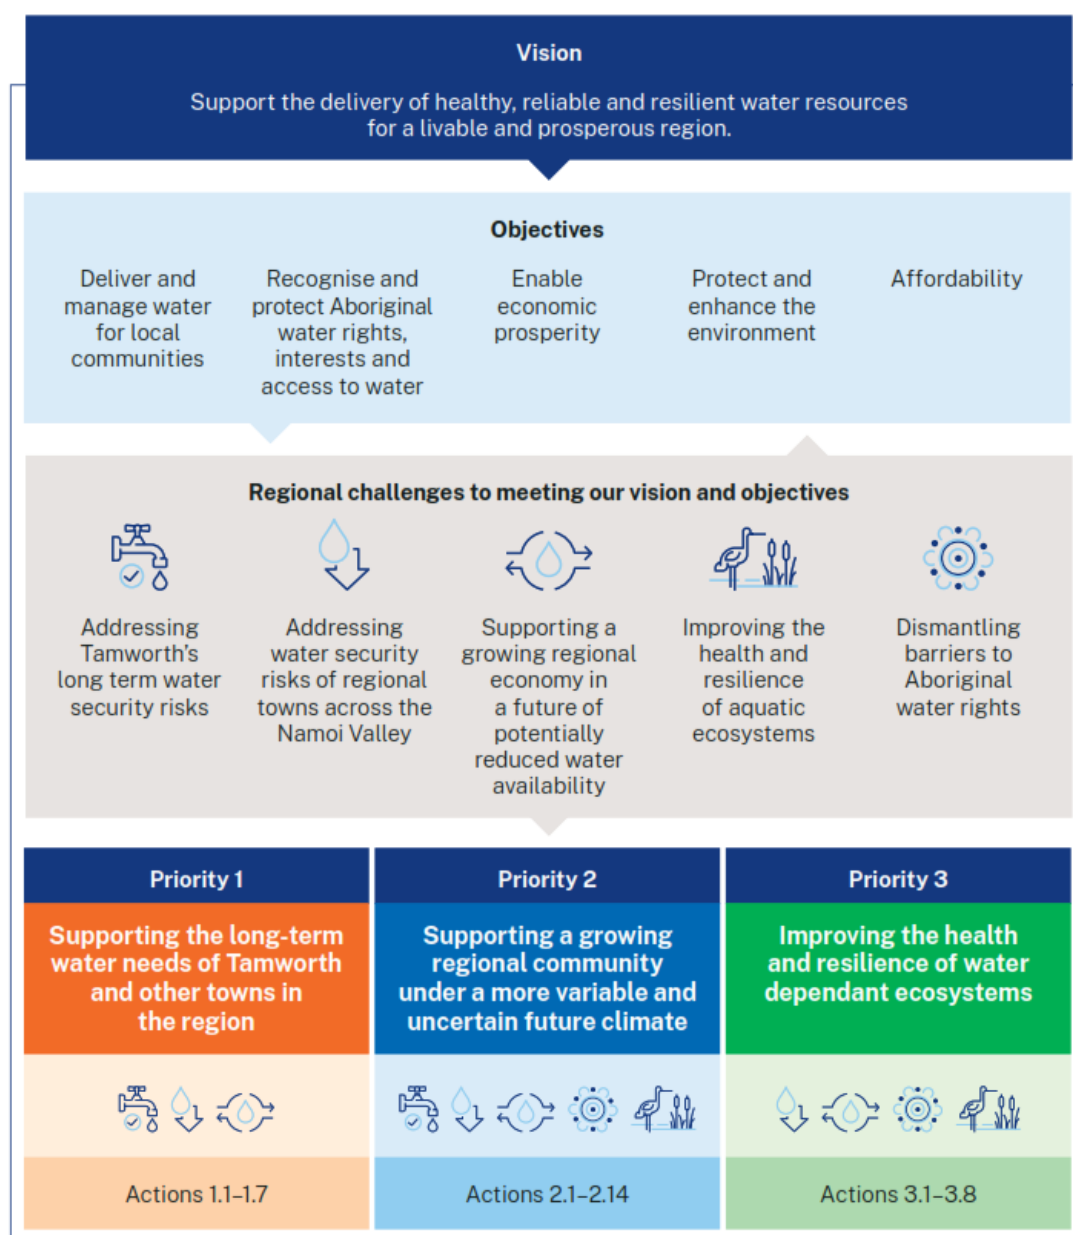 Vision
Support the delivery of healthy, reliable and resilient water resources
for a livable and prosperous region.
Objectives
Deliver and
manage water
for local
communities
Recognise and
protect Aboriginal
water rights,
interests and
access to water
Enable
economic
prosperity
Protect and
enhance the
environment
Affordability
Regional challenges to meeting our vision and objectives
Addressing
Tamworth's
long term water
security risks
Addressing
water security
risks of regional
towns across the
Namoi Valley
Supporting a
growing regional
economy in
a future of
potentially
reduced water
availability
Improving the
health and
resilience
of aquatic
ecosystems
Dismantling
barriers to
Aboriginal
water rights
Priority 1
Supporting the long-term
water needs of Tamworth
and other towns in
the region
Actions 1.1–1.7
Priority 2
Supporting a growing
regional community
under a more variable and
uncertain future climate
Actions 2.1–2.14
Priority 3
Improving the health
and resilience of water
dependant ecosystems
Actions 3.1–3.8